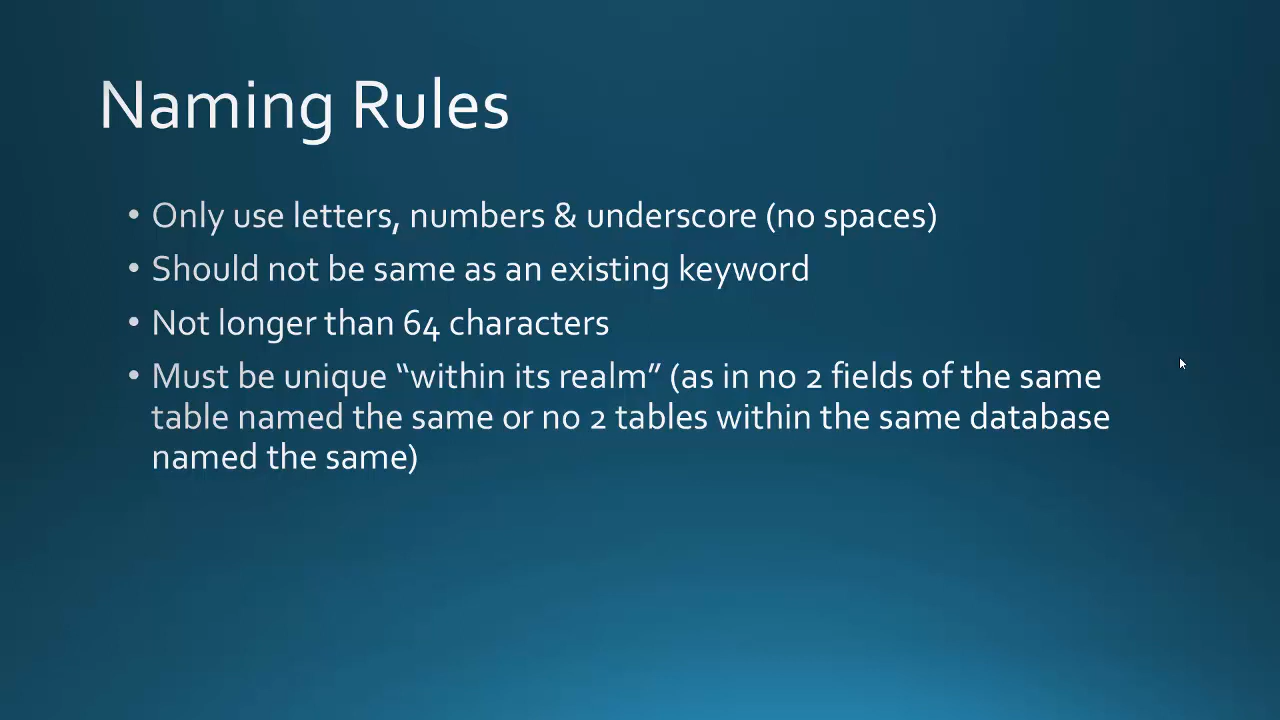 Naming Rules
• Only use letters, numbers & underscore (no spaces)
• Should not be same as an existing keyword
• Not longer than 64 characters
• Must be unique “within its realm” (as in no 2 fields of the same
table named the same or no 2 tables within the same database
named the same)